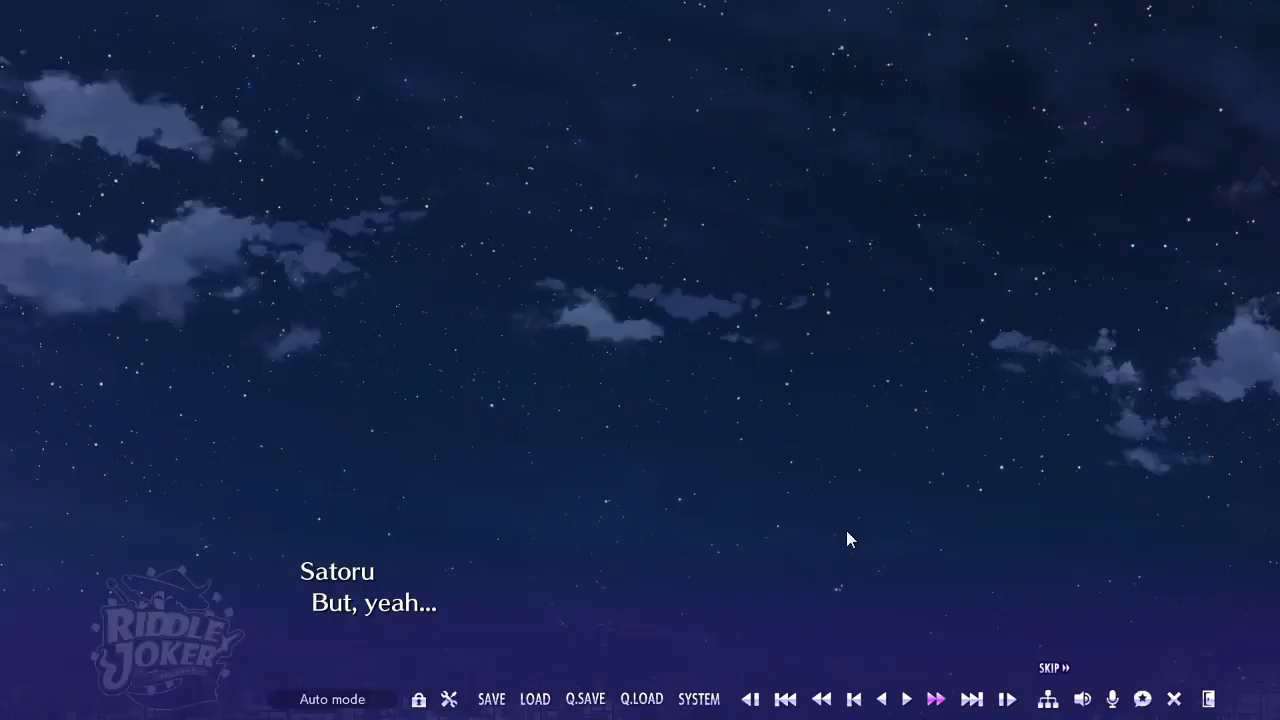 Satoru
But, yeah...
RIDDLE
JOKER
SKIP
Auto mode
SAVE LOAD Q.SAVE Q.LOAD SYSTEM